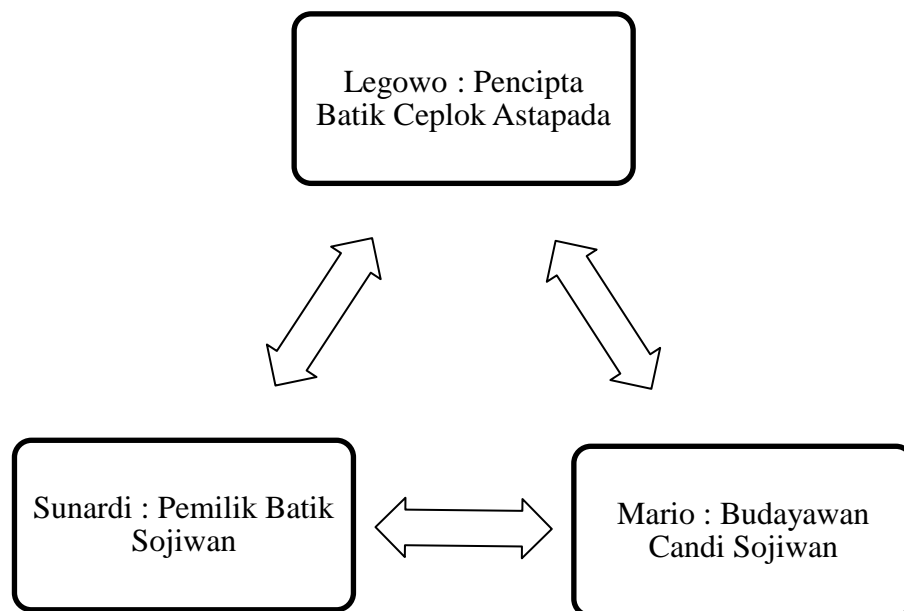 Legowo : Pencipta
Batik Ceplok Astapada
Sunardi : Pemilik Batik
Sojiwan
Mario : Budayawan
Candi Sojiwan